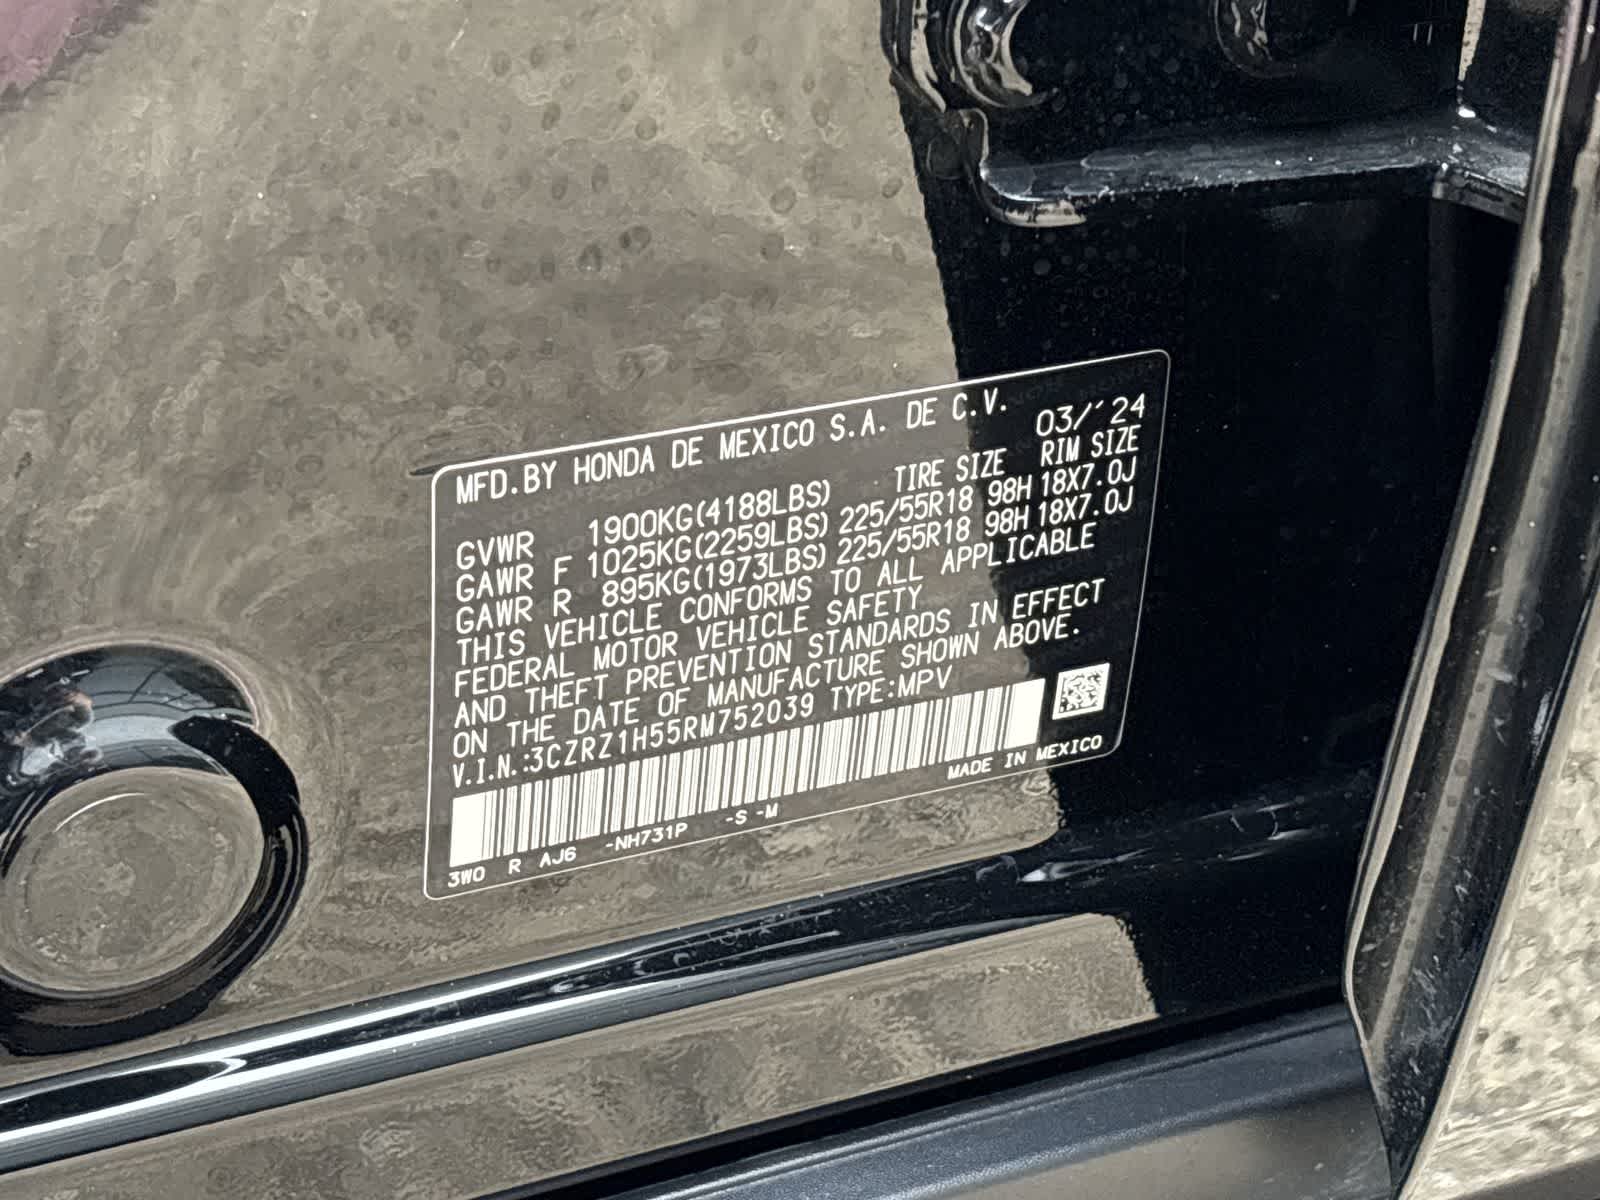 MFD.BY HONDA DE MEXICO S.A. DE C.V. 03/´24
TIRE SIZE RIM SIZE
GVWR 1900KG(4188LBS)
GAWR F 1025KG(2259LBS) 225/55R18 98H 18X7.0J
GAWR R 895KG(1973LBS) 225/55R18 98H 18X7.0J
THIS VEHICLE CONFORMS TO ALL APPLICABLE
FEDERAL MOTOR VEHICLE SAFETY
AND THEFT PREVENTION STANDARDS IN EFFECT
ON THE DATE OF MANUFACTURE SHOWN ABOVE.
V.I.N.:3CZRZ1H55RM752039 TYPE:MPV
MADE IN MEXICO
3W0 R AJ6 -NH731P -S -M